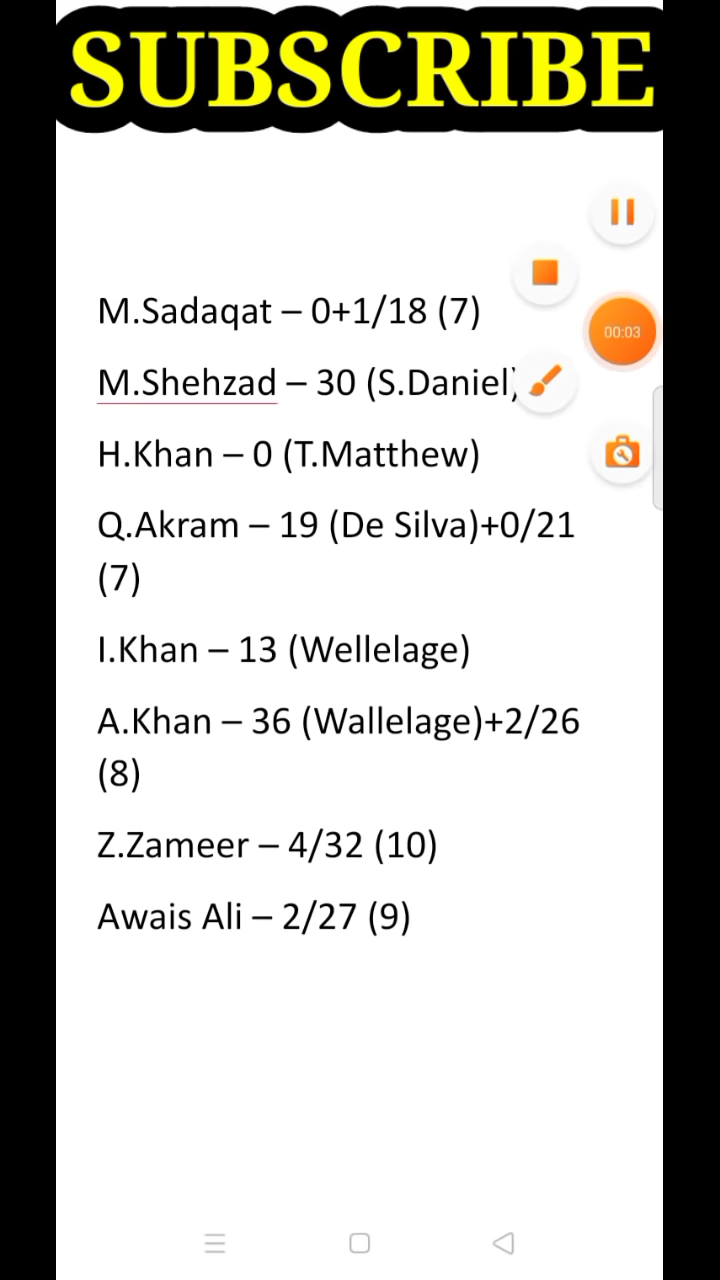 SUBSCRIBE
M.Sadaqat – 0+1/18 (7)
00:03
M.Shehzad – 30 (S.Daniel)
H.Khan – 0 (T.Matthew)
Q.Akram – 19 (De Silva)+0/21
(7)
I.Khan – 13 (Wellelage)
A.Khan – 36 (Wallelage)+2/26
(8)
Z.Zameer – 4/32 (10)
Awais Ali – 2/27 (9)